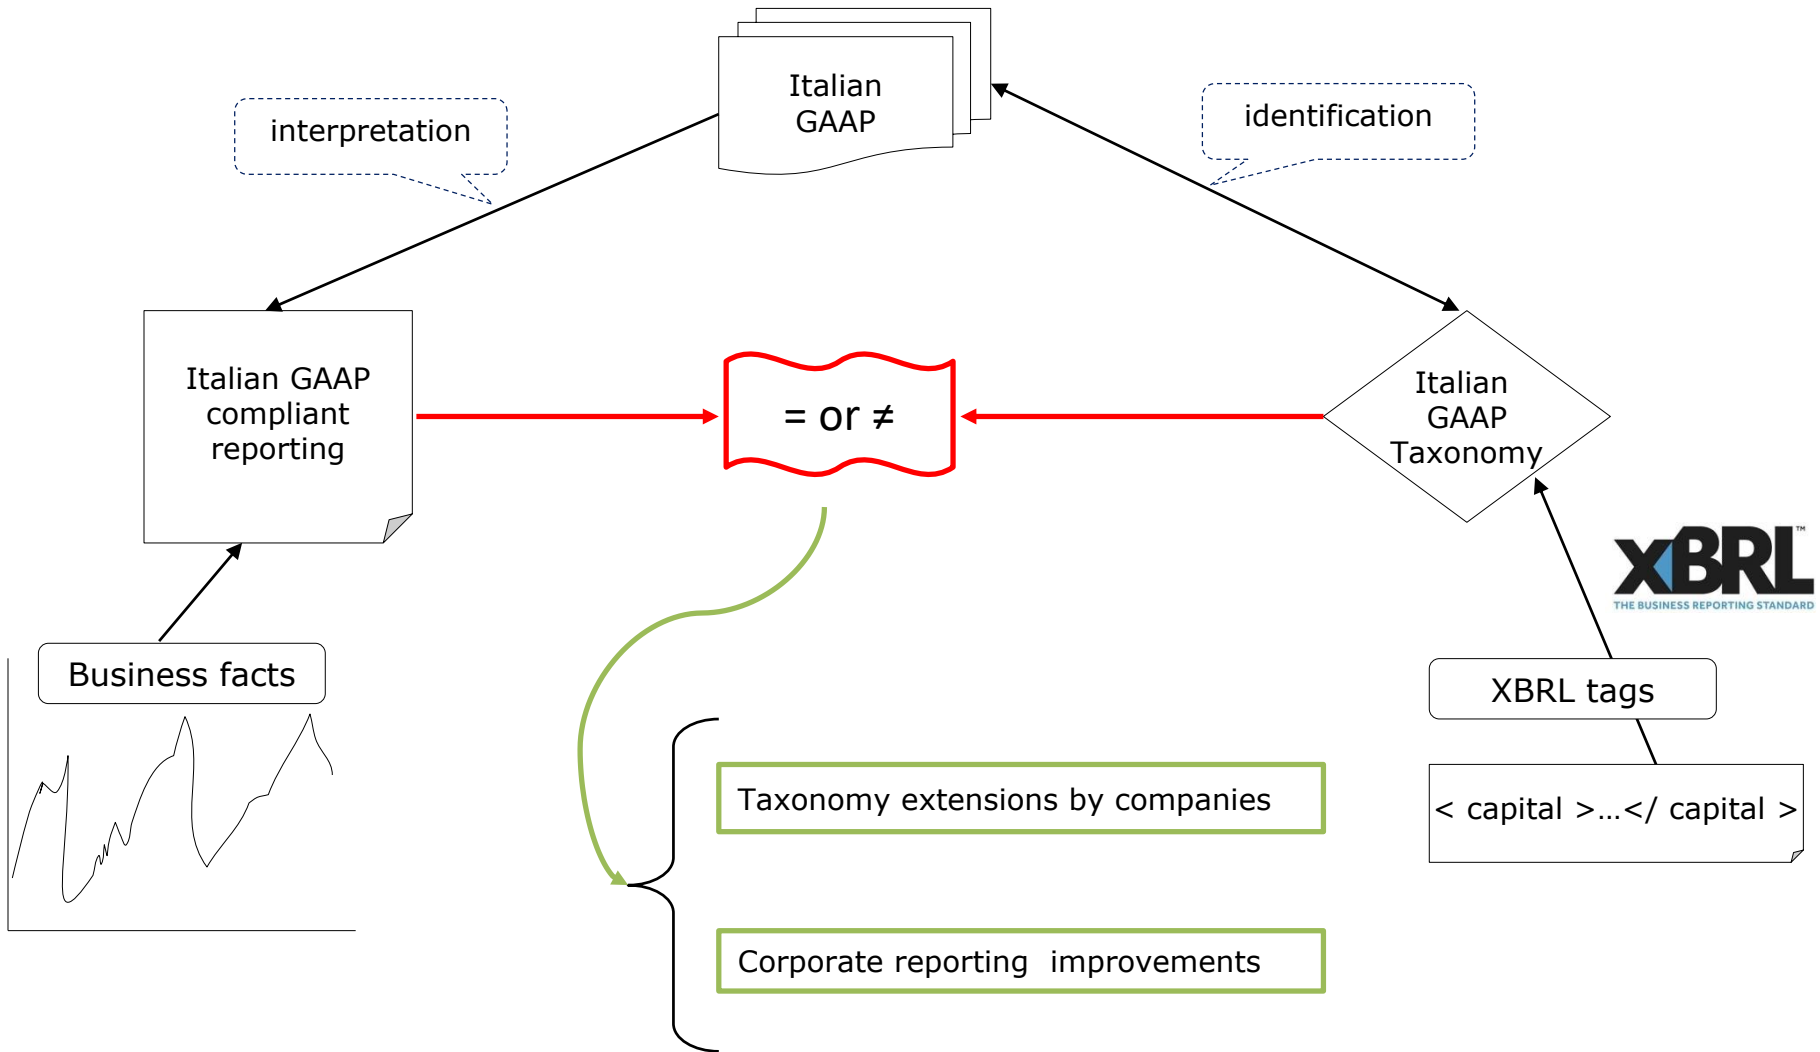 Italian
GAAP
interpretation
identification
Italian GAAP
compliant
reporting
= or ≠
Italian
GAAP
Taxonomy
XBRL™
THE BUSINESS REPORTING STANDARD
Business facts
XBRL tags
Taxonomy extensions by companies
< capital >...</ capital >
Corporate reporting  improvements